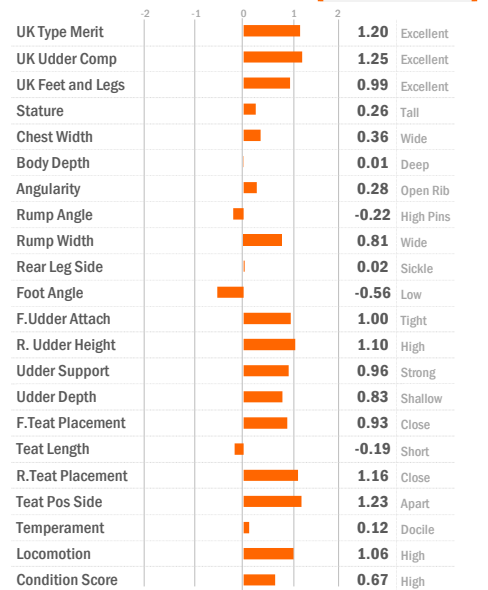 -2 -1 0 1 2
UK Type Merit 1.20 Excellent
UK Udder Comp 1.25 Excellent
UK Feet and Legs 0.99 Excellent
Stature 0.26 Tall
Chest Width 0.36 Wide
Body Depth 0.01 Deep
Angularity 0.28 Open Rib
Rump Angle -0.22 High Pins
Rump Width 0.81 Wide
Rear Leg Side 0.02 Sickle
Foot Angle -0.56 Low
F.Udder Attach 1.00 Tight
R. Udder Height 1.10 High
Udder Support 0.96 Strong
Udder Depth 0.83 Shallow
F.Teat Placement 0.93 Close
Teat Length -0.19 Short
R.Teat Placement 1.16 Close
Teat Pos Side 1.23 Apart
Temperament 0.12 Docile
Locomotion 1.06 High
Condition Score 0.67 High